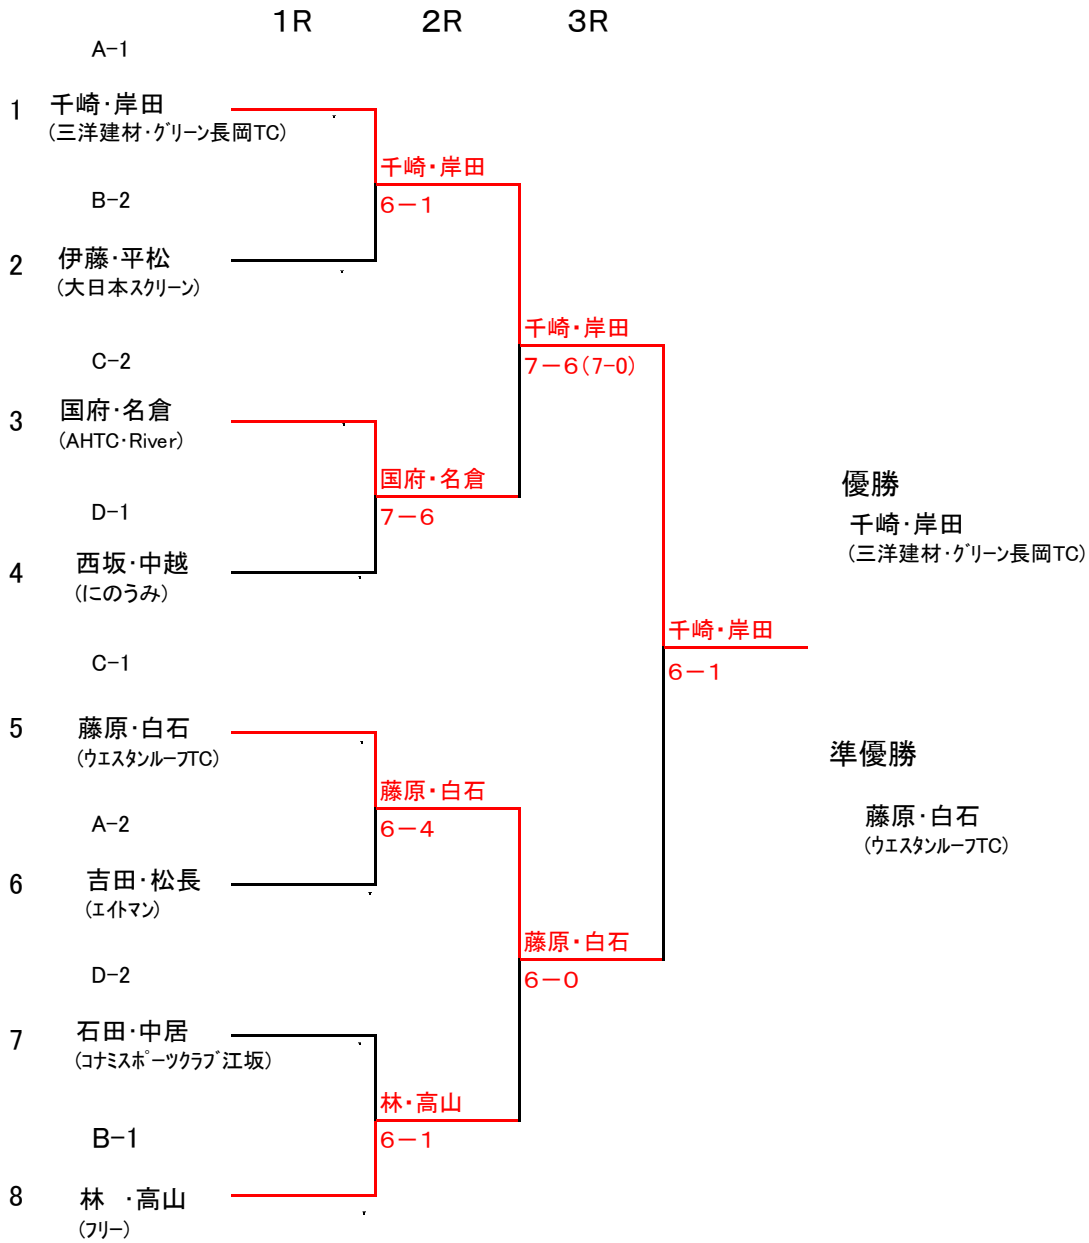 1R 2R 3R
A-1
1 千崎・岸田
(三洋建材・グリーン長岡TC)
千崎・岸田
B-2
6-1
2 伊藤・平松
(大日本スクリーン)
千崎・岸田
C-2
7-6(7-0)
3 国府・名倉
(AHTC・River)
国府・名倉
優勝
D-1
7-6
千崎・岸田
(三洋建材・グリーン長岡TC)
4 西坂・中越
(にのうみ)
千崎・岸田
C-1
6-1
5 藤原・白石
(ウエスタンルーフTC)
準優勝
藤原・白石
A-2
6-4
藤原・白石
(ウエスタンルーフTC)
6 吉田・松長
(エイトマン)
藤原・白石
D-2
6-0
7 石田・中居
(コナミスポーツクラブ江坂)
林・高山
B-1
6-1
8 林 ・高山
(フリー)